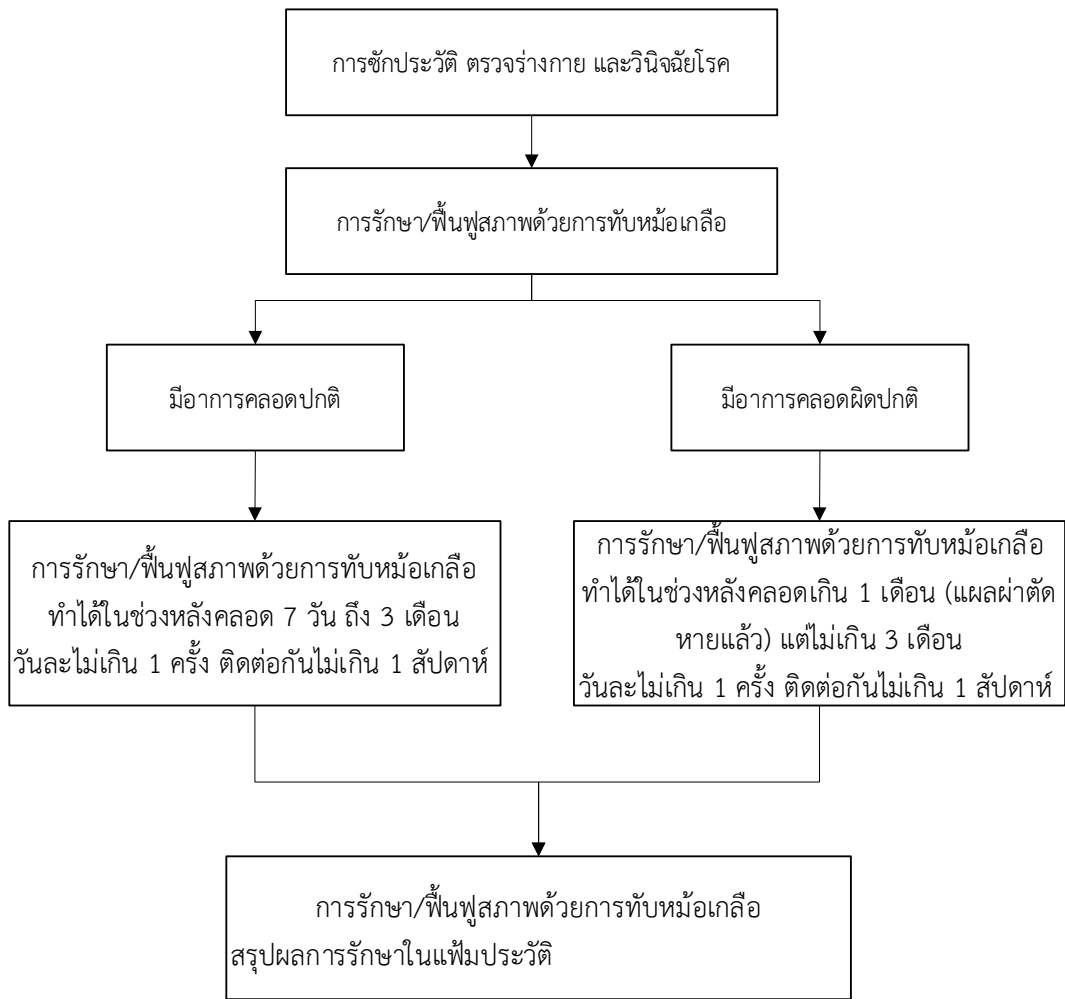 การซักประวัติ ตรวจร่างกาย และวินิจฉัยโรค
การรักษา/ฟื้นฟูสภาพด้วยการทับหม้อเกลือ
มีอาการคลอดปกติ
มีอาการคลอดผิดปกติ
การรักษา/ฟื้นฟูสภาพด้วยการทับหม้อเกลือ
ทำได้ในช่วงหลังคลอด 7 วัน ถึง 3 เดือน
วันละไม่เกิน 1 ครั้ง ติดต่อกันไม่เกิน 1 สัปดาห์
การรักษา/ฟื้นฟูสภาพด้วยการทับหม้อเกลือ
ทำได้ในช่วงหลังคลอดเกิน 1 เดือน (แผลผ่าตัด
หายแล้ว) แต่ไม่เกิน 3 เดือน
วันละไม่เกิน 1 ครั้ง ติดต่อกันไม่เกิน 1 สัปดาห์
การรักษา/ฟื้นฟูสภาพด้วยการทับหม้อเกลือ
สรุปผลการรักษาในแฟ้มประวัติ